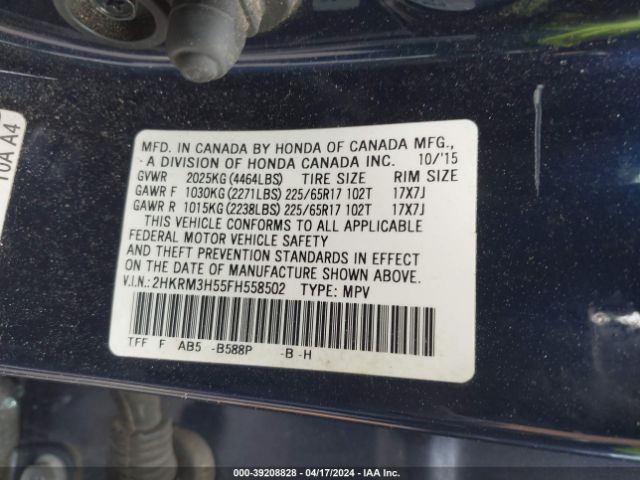 MFD. IN CANADA BY HONDA OF CANADA MFG.,
A DIVISION OF HONDA CANADA INC. 10/'15
GVWR 2025KG(4464LBS) TIRE SIZE RIM SIZE
GAWR F 1030KG(2271LBS) 225/65R17 102T 17X7J
GAWR R 1015KG(2238LBS) 225/65R17 102T 17X7J
THIS VEHICLE CONFORMS TO ALL APPLICABLE
FEDERAL MOTOR VEHICLE SAFETY
AND THEFT PREVENTION STANDARDS IN EFFECT
ON THE DATE OF MANUFACTURE SHOWN ABOVE.
V.I.N.:2HKRM3H55FH558502 TYPE: MPV
TFF F AB5 -B588P -B -H
10A A4
000-39208828 - 04/17/2024 - IAA Inc.